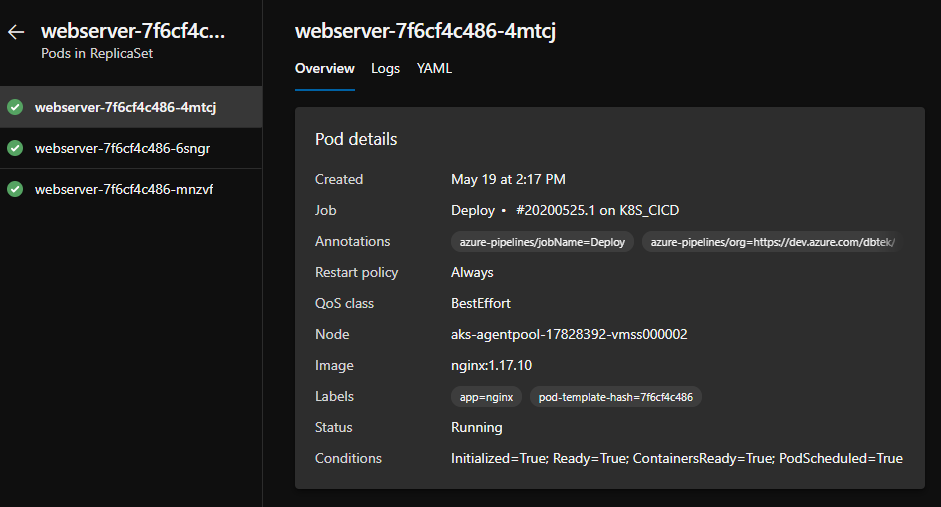 webserver-7f6cf4c...
Pods in ReplicaSet
webserver-7f6cf4c486-4mtcj
webserver-7f6cf4c486-6sngr
webserver-7f6cf4c486-mnzvf
webserver-7f6cf4c486-4mtcj
Overview Logs YAML
Pod details
Created May 19 at 2:17 PM
Job Deploy • #20200525.1 on K8S_CICD
Annotations azure-pipelines/jobName=Deploy azure-pipelines/org=https://dev.azure.com/dbtek/
Restart policy Always
QoS class BestEffort
Node aks-agentpool-17828392-vmss000002
Image nginx:1.17.10
Labels app=nginx pod-template-hash=7f6cf4c486
Status Running
Conditions Initialized=True; Ready=True; ContainersReady=True; PodScheduled=True